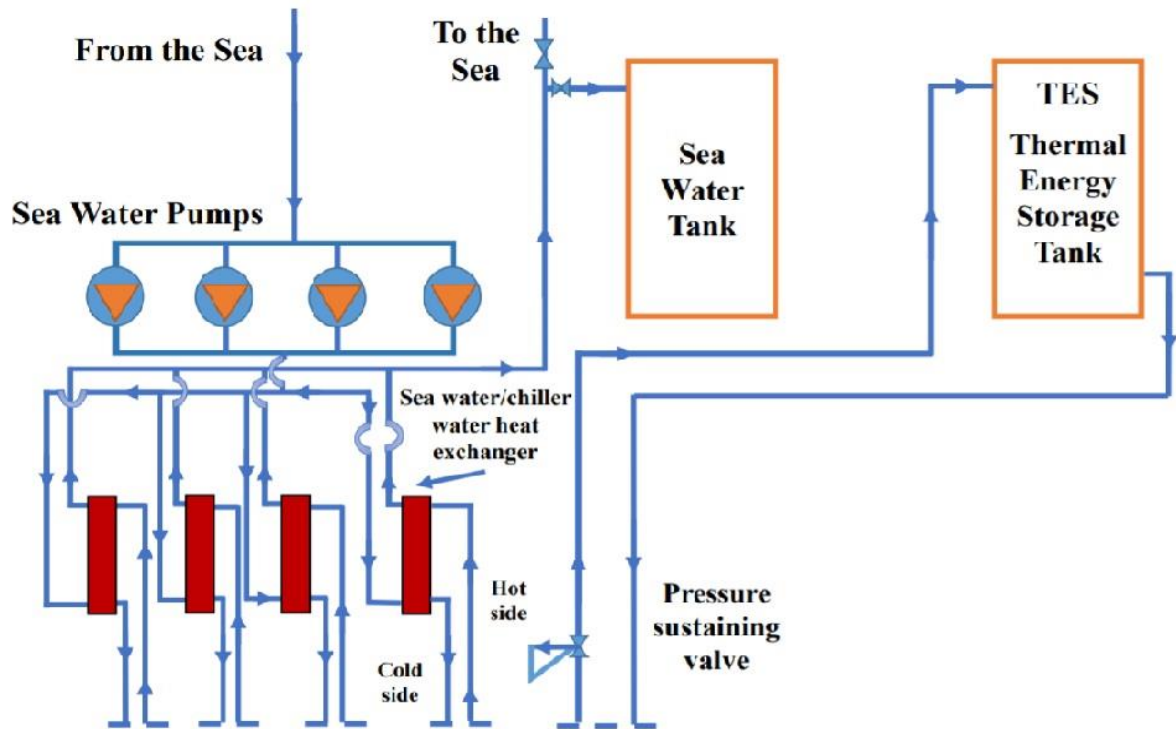 From the Sea
To the
Sea
Sea Water Pumps
Sea
Water
Tank
TES
Thermal
Energy
Storage
Tank
Sea water/chiller
water heat
exchanger
Hot
side
Cold
side
Pressure
sustaining
valve